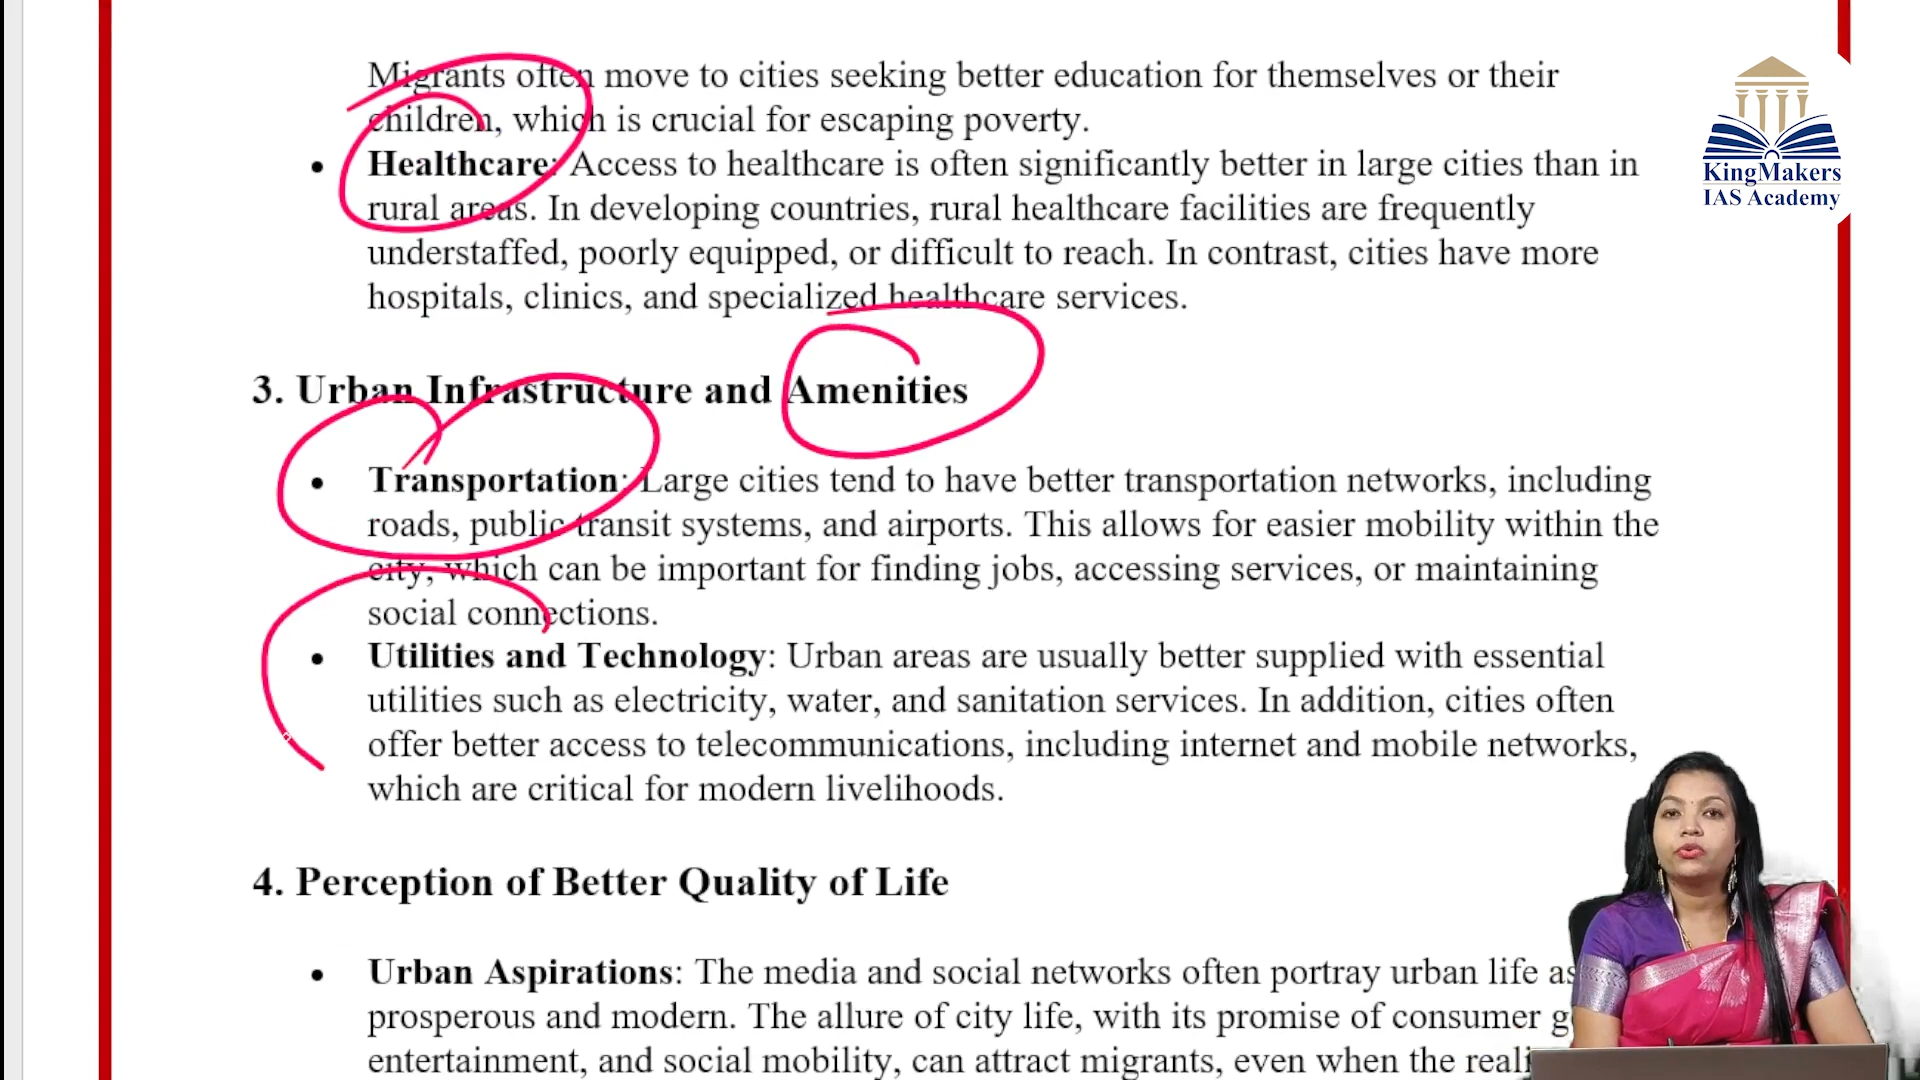 Migrants often move to cities seeking better education for themselves or their
children, which is crucial for escaping poverty.
• Healthcare: Access to healthcare is often significantly better in large cities than in
rural areas. In developing countries, rural healthcare facilities are frequently
understaffed, poorly equipped, or difficult to reach. In contrast, cities have more
hospitals, clinics, and specialized healthcare services.
3. Urban Infrastructure and Amenities
• Transportation: Large cities tend to have better transportation networks, including
roads, public transit systems, and airports. This allows for easier mobility within the
city, which can be important for finding jobs, accessing services, or maintaining
social connections.
• Utilities and Technology: Urban areas are usually better supplied with essential
utilities such as electricity, water, and sanitation services. In addition, cities often
offer better access to telecommunications, including internet and mobile networks,
which are critical for modern livelihoods.
4. Perception of Better Quality of Life
• Urban Aspirations: The media and social networks often portray urban life as
prosperous and modern. The allure of city life, with its promise of consumer
entertainment, and social mobility, can attract migrants, even when the
KingMakers
IAS Academy